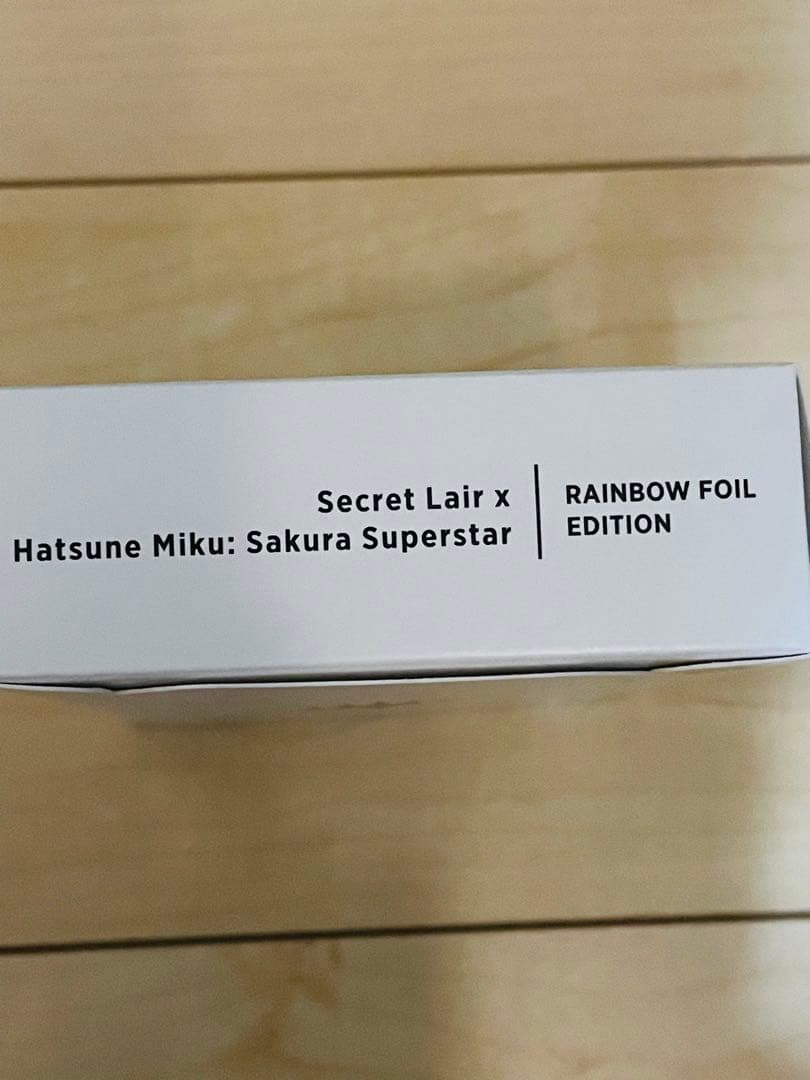 Secret Lair x
Hatsune Miku: Sakura Superstar
RAINBOW FOIL
EDITION